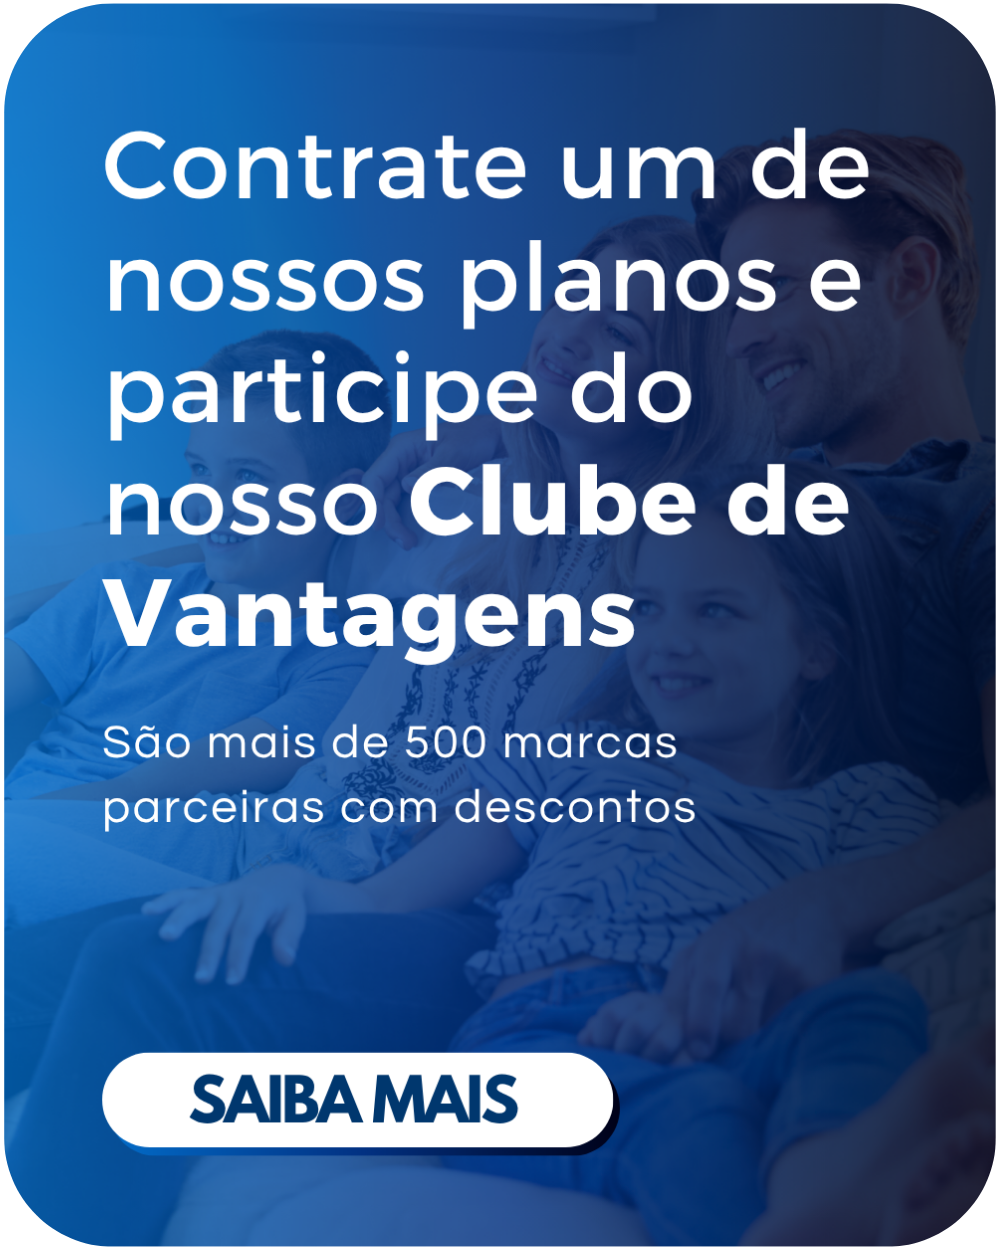 Contrate um de
nossos planos e
participe do
nosso Clube de
Vantagens
São mais de 500 marcas
parceiras com descontos
SAIBA MAIS